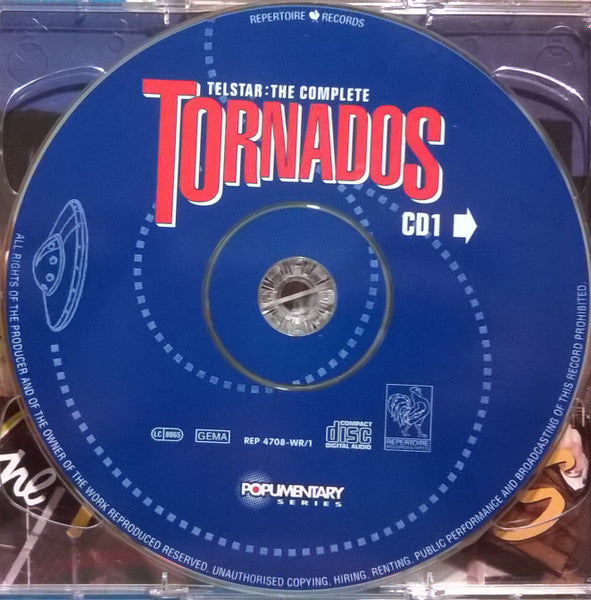 REPERTOIRE RECORDS
TELSTAR: THE COMPLETE
TORNADOS
CD1
LC 8065
GEMA
REP 4708-WR/1
COMPACT
disc
DIGITAL AUDIO
REPERTOIRE
POPUMENTARY
SERIES
ALL RIGHTS OF THE PRODUCER AND OF THE OWNER OF THE WORK REPRODUCED RESERVED. UNAUTHORISED COPYING, HIRING, RENTING, PUBLIC PERFORMANCE AND BROADCASTING OF THIS RECORD PROHIBITED.